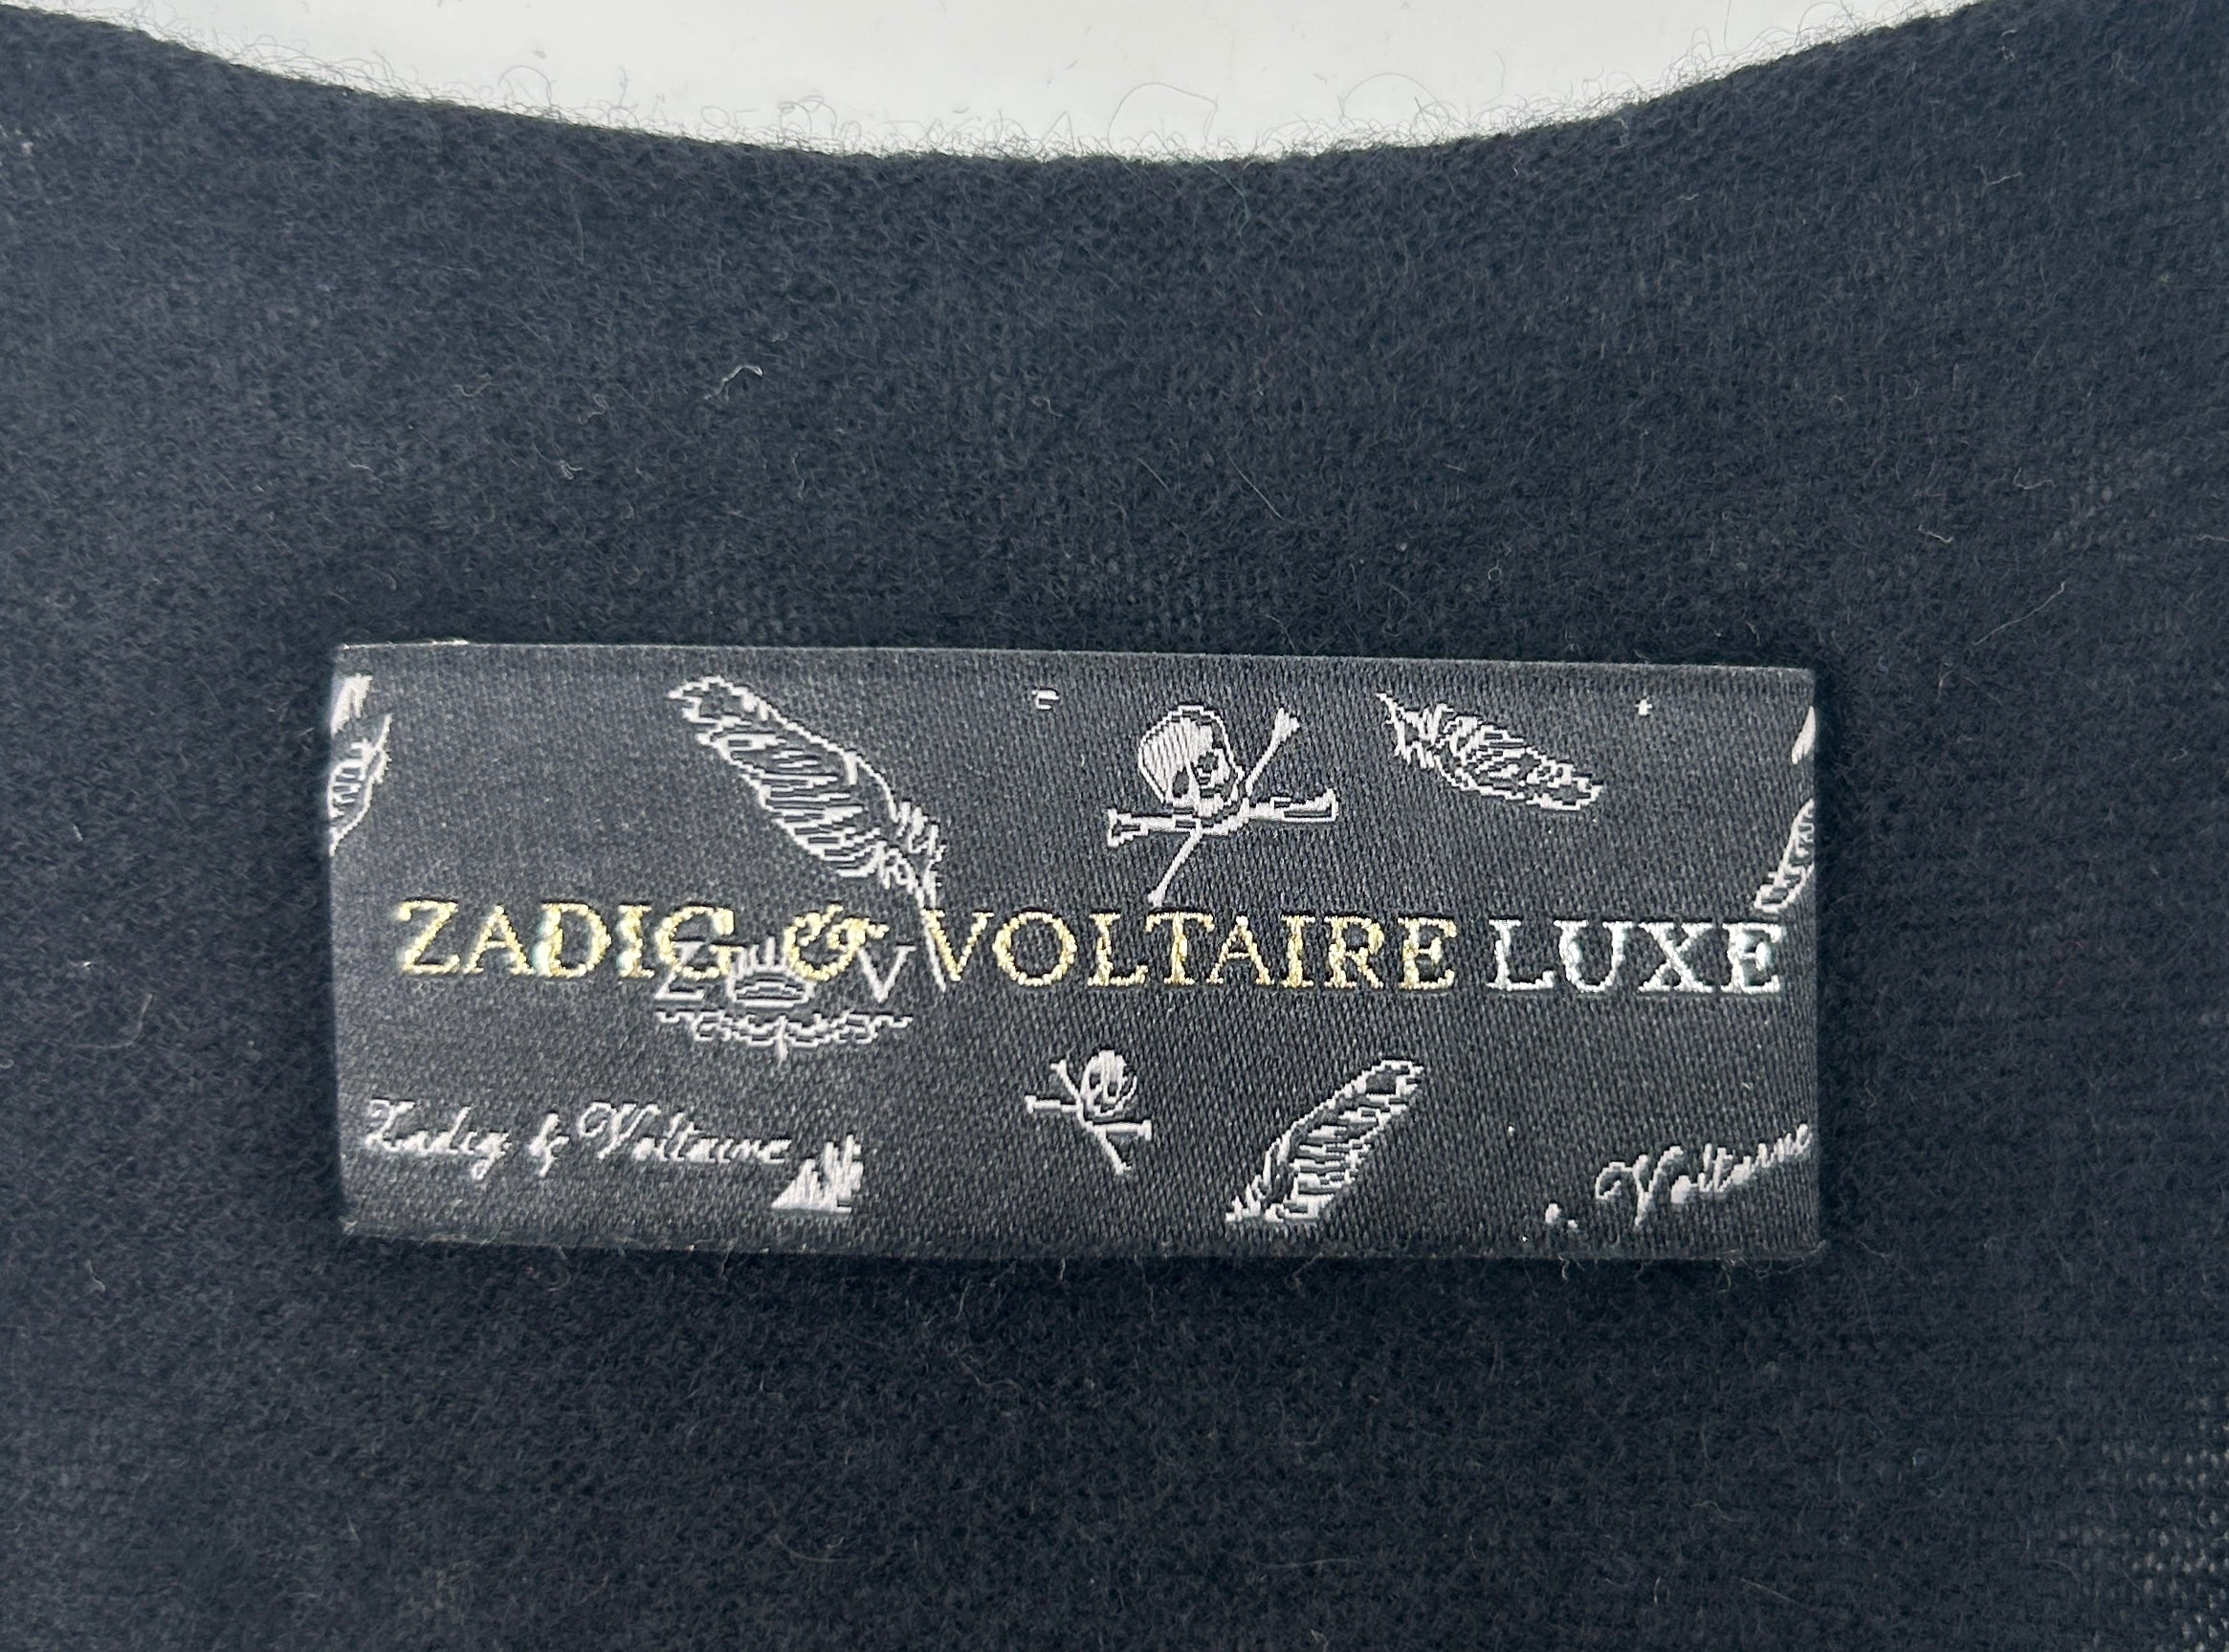 ZADIG & VOLTAIRE LUXE
Z V
Zadig & Voltaire
Voltaire